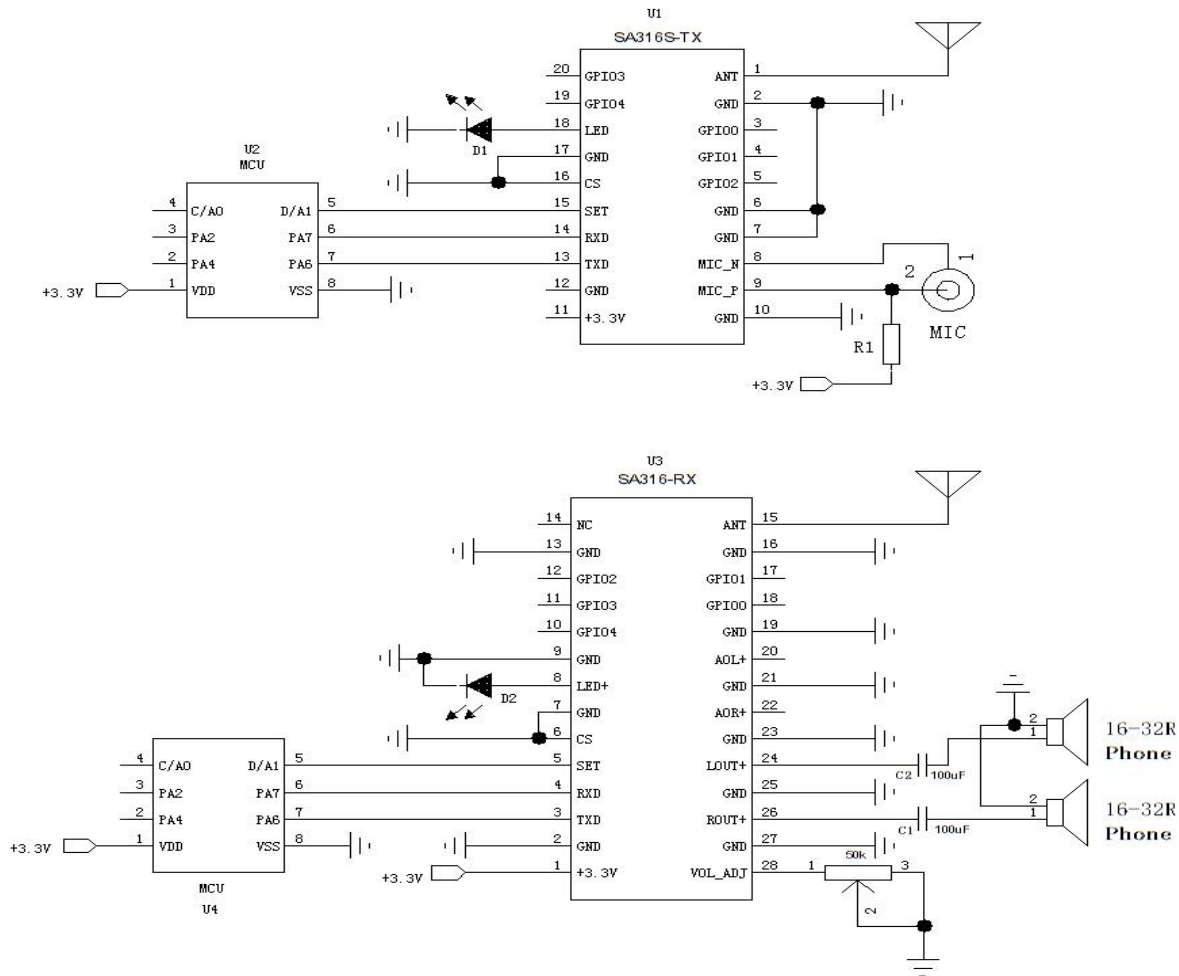 U1
SA316S-TX
20 GPIO3
ANT 1
19 GPIO4
GND 2
18 LED
GPIO0 3
D1
17 GND
GPIO1 4
16 CS
GPIO2 5
15 SET
GND 6
14 RXD
GND 7
13 TXD
MIC_N 8
12 GND
MIC_P 9
11 +3.3V
GND 10
U2
MCU
4 C/A0
D/A1 5
3 PA2
PA7 6
2 PA4
PA6 7
+3.3V
1 VDD
VSS 8
1
2
MIC
R1
+3.3V
U3
SA316-RX
14 NC
ANT 15
13 GND
GND 16
12 GPIO2
GPIO1 17
11 GPIO3
GPIO0 18
10 GPIO4
GND 19
9 GND
AOL+ 20
8 LED+
GND 21
D2
7 GND
AOR+ 22
6 CS
GND 23
5 SET
LOUT+ 24
4 RXD
GND 25
3 TXD
ROUT+ 26
2 GND
GND 27
+3.3V
1 +3.3V
VOL_ADJ 28
4 C/A0
D/A1 5
3 PA2
PA7 6
2 PA4
PA6 7
+3.3V
1 VDD
VSS 8
MCU
U4
C2 100uF
C1 100uF
2
1
16-32R
Phone
2
1
16-32R
Phone
50k
1
3
2